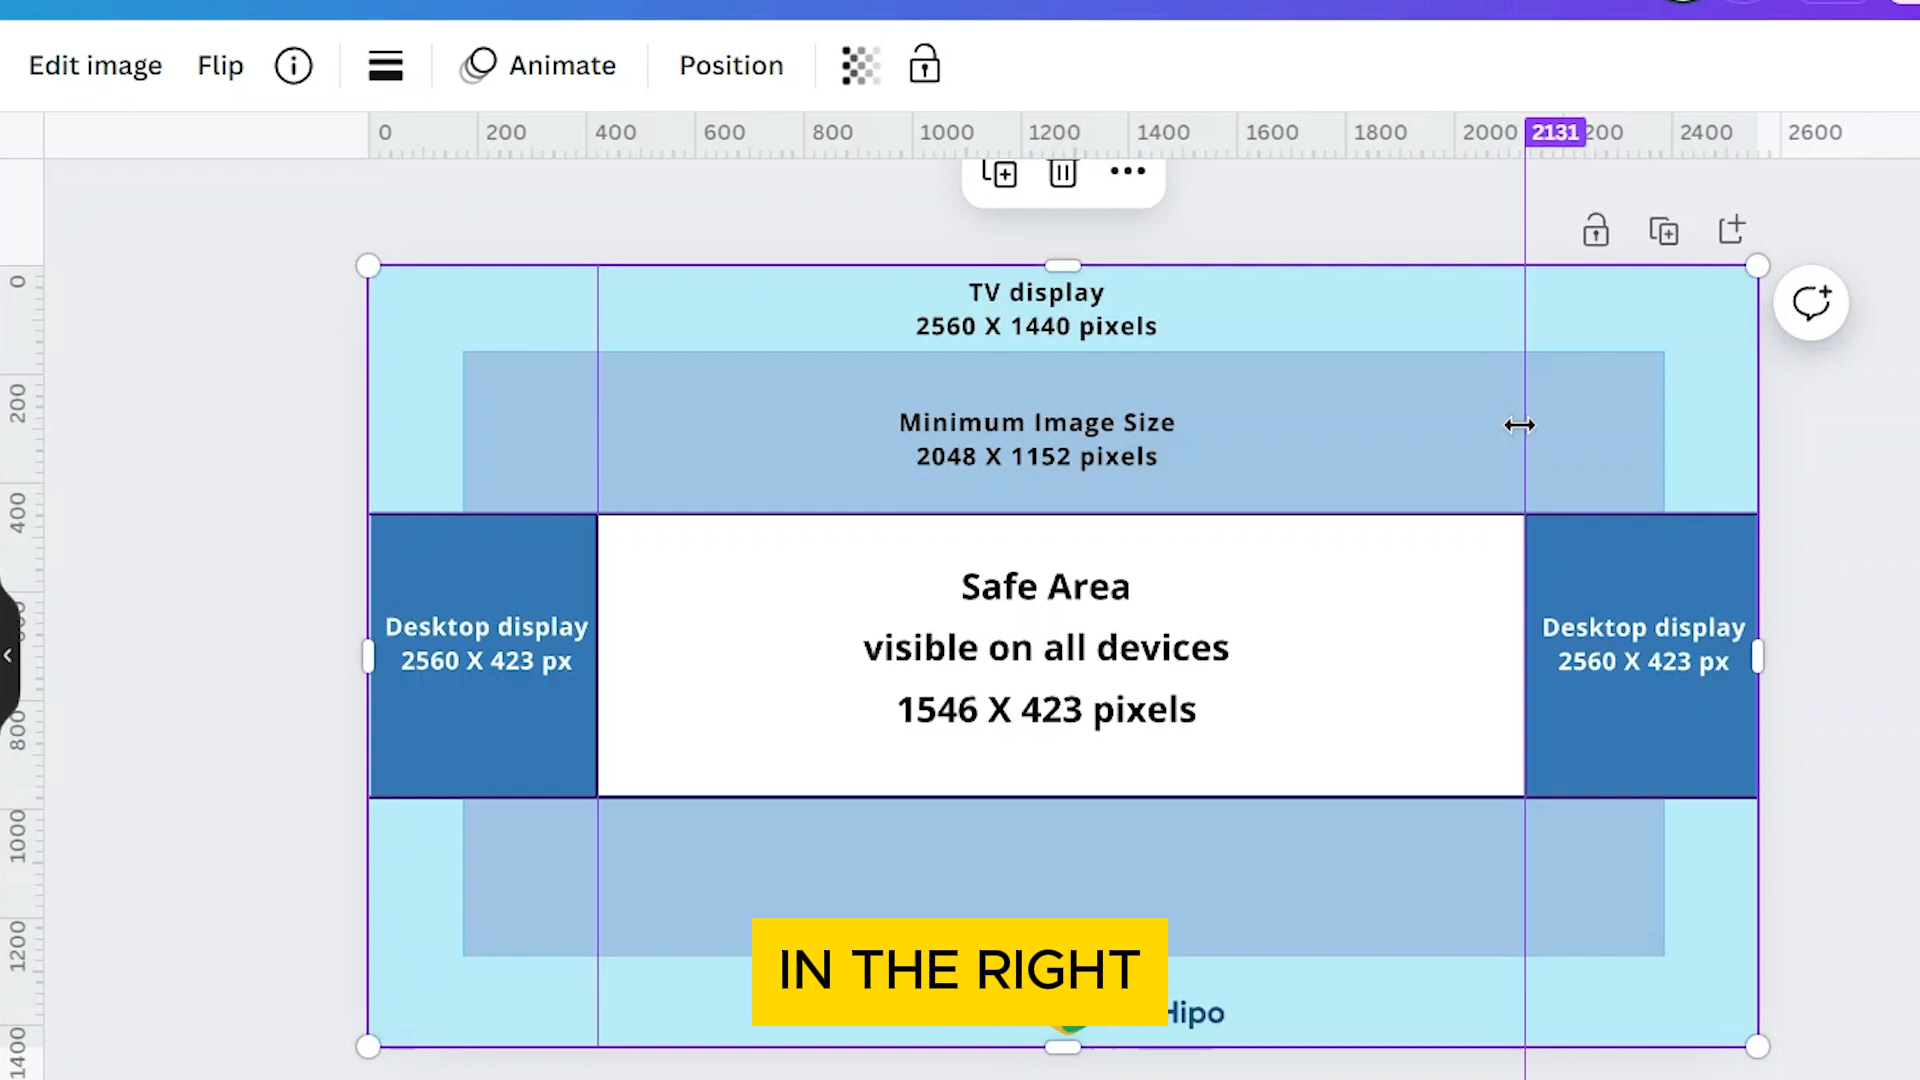 Edit image Flip Animate Position
0 200 400 600 800 1000 1200 1400 1600 1800 2000 2131 200 2400 2600
TV display
2560 X 1440 pixels
Minimum Image Size
2048 X 1152 pixels
Safe Area
visible on all devices
1546 X 423 pixels
Desktop display
2560 X 423 px
Desktop display
2560 X 423 px
0
200
400
800
1000
1200
1400
IN THE RIGHT
Hipo